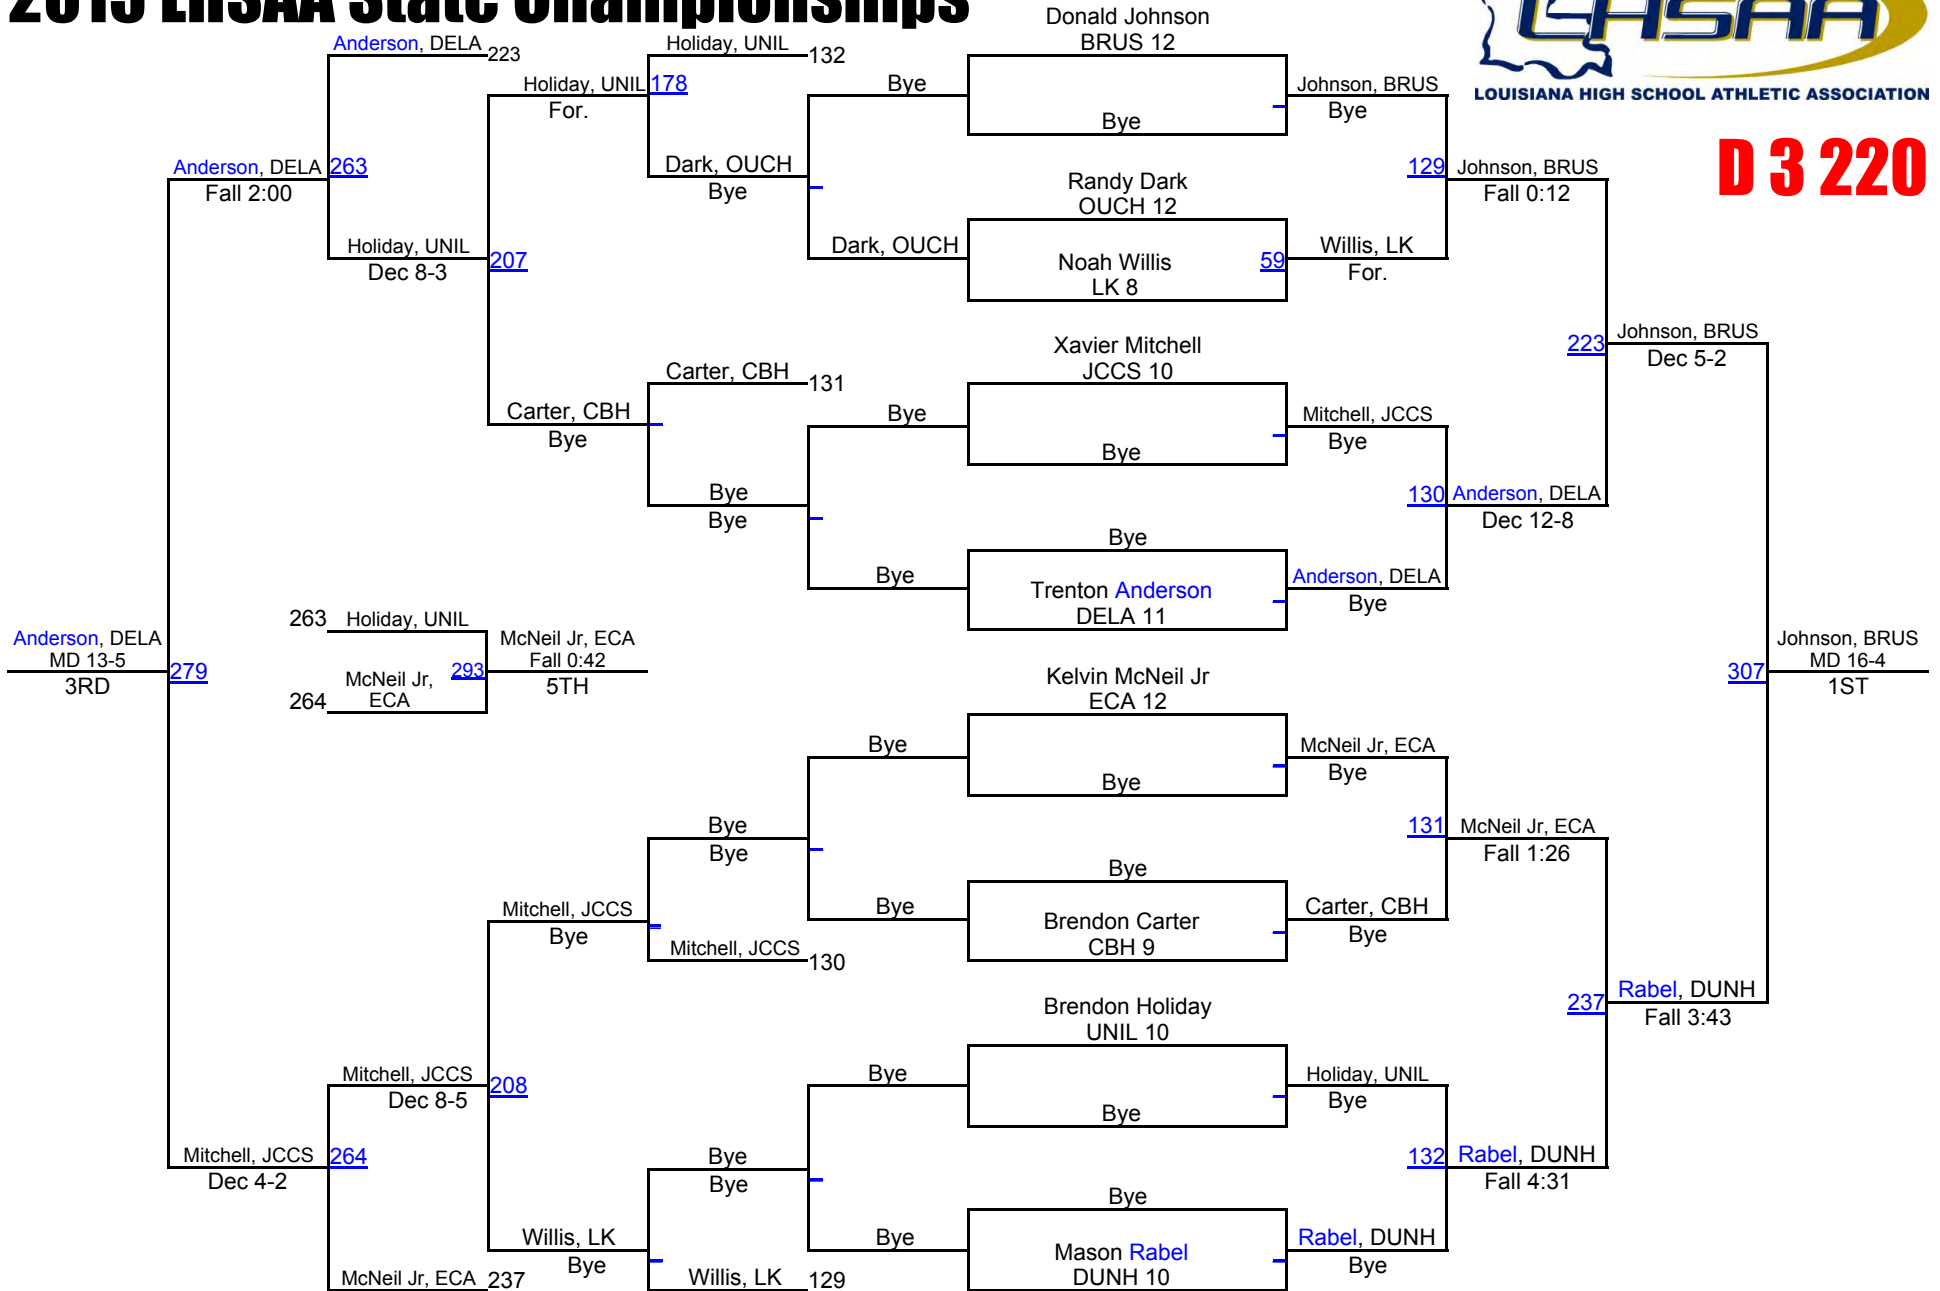 2015 LHSAA State Championships
LHSAA
LOUISIANA HIGH SCHOOL ATHLETIC ASSOCIATION
D 3 220
Anderson, DELA
223
Anderson, DELA
263
Fall 2:00
Holiday, UNIL
Dec 8-3
207
Holiday, UNIL
178
For.
Holiday, UNIL
132
Dark, OUCH
Bye
Carter, CBH
Bye
Carter, CBH
131
Bye
Bye
Bye
Dark, OUCH
Bye
Bye
Donald Johnson
BRUS 12
Bye
Randy Dark
OUCH 12
Noah Willis
LK 8
59
Xavier Mitchell
JCCS 10
Bye
Bye
Trenton Anderson
DELA 11
Johnson, BRUS
Bye
129
Johnson, BRUS
Fall 0:12
Willis, LK
For.
Mitchell, JCCS
Bye
130
Anderson, DELA
Dec 12-8
Anderson, DELA
Bye
223
Johnson, BRUS
Dec 5-2
Anderson, DELA
MD 13-5
279
3RD
263
Holiday, UNIL
264
McNeil Jr,
ECA
293
McNeil Jr, ECA
Fall 0:42
5TH
307
Johnson, BRUS
MD 16-4
1ST
Mitchell, JCCS
264
Dec 4-2
Mitchell, JCCS
Dec 8-5
208
McNeil Jr, ECA
237
Mitchell, JCCS
Bye
Willis, LK
Bye
Bye
Bye
Mitchell, JCCS
130
Bye
Bye
Willis, LK
129
Bye
Bye
Bye
Bye
Kelvin McNeil Jr
ECA 12
Bye
Bye
Brendon Carter
CBH 9
Brendon Holiday
UNIL 10
Bye
Bye
Mason Rabel
DUNH 10
McNeil Jr, ECA
Bye
131
McNeil Jr, ECA
Fall 1:26
Carter, CBH
Bye
Holiday, UNIL
Bye
132
Rabel, DUNH
Fall 4:31
Rabel, DUNH
Bye
237
Rabel, DUNH
Fall 3:43